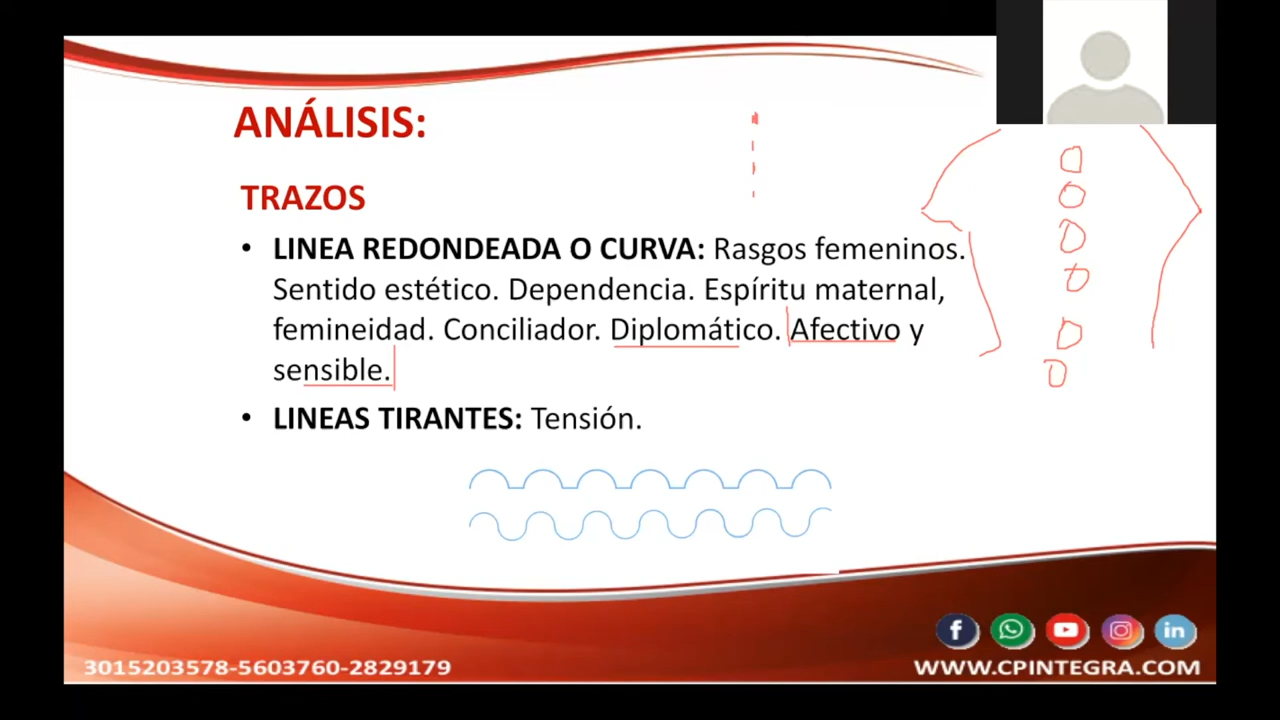 ANÁLISIS:
TRAZOS
• LINEA REDONDEADA O CURVA: Rasgos femeninos.
Sentido estético. Dependencia. Espíritu maternal,
femineidad. Conciliador. Diplomático. Afectivo y
sensible.
• LINEAS TIRANTES: Tensión.
3015203578-5603760-2829179
WWW.CPINTEGRA.COM